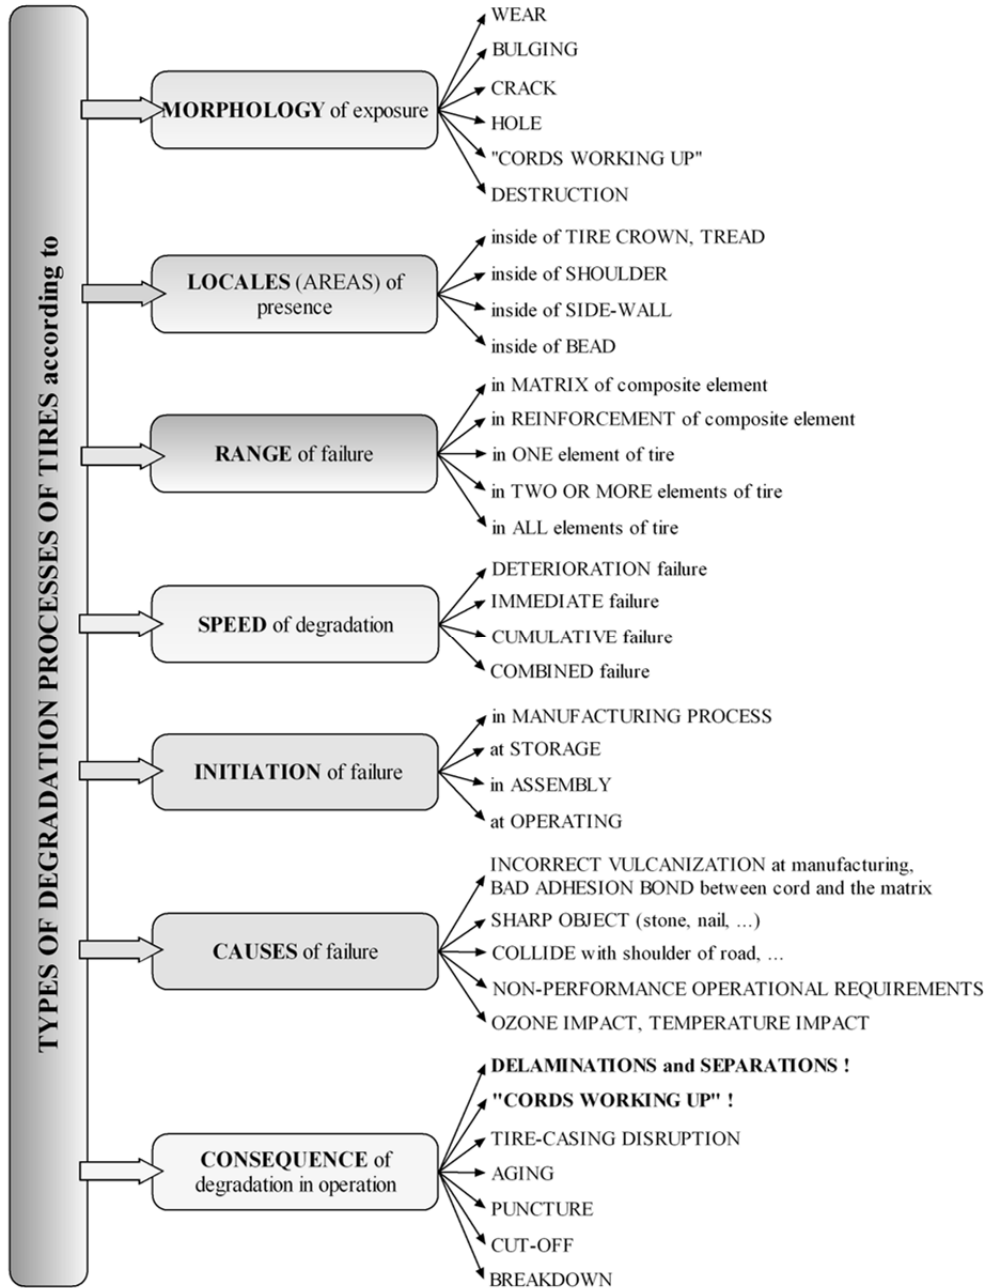 TYPES OF DEGRADATION PROCESSES OF TIRES according to
MORPHOLOGY of exposure
WEAR
BULGING
CRACK
HOLE
"CORDS WORKING UP"
DESTRUCTION
LOCALES (AREAS) of
presence
inside of TIRE CROWN, TREAD
inside of SHOULDER
inside of SIDE-WALL
inside of BEAD
RANGE of failure
in MATRIX of composite element
in REINFORCEMENT of composite element
in ONE element of tire
in TWO OR MORE elements of tire
in ALL elements of tire
SPEED of degradation
DETERIORATION failure
IMMEDIATE failure
CUMULATIVE failure
COMBINED failure
INITIATION of failure
in MANUFACTURING PROCESS
at STORAGE
in ASSEMBLY
at OPERATING
CAUSES of failure
INCORRECT VULCANIZATION at manufacturing,
BAD ADHESION BOND between cord and the matrix
SHARP OBJECT (stone, nail, ...)
COLLIDE with shoulder of road, ...
NON-PERFORMANCE OPERATIONAL REQUIREMENTS
OZONE IMPACT, TEMPERATURE IMPACT
CONSEQUENCE of
degradation in operation
DELAMINATIONS and SEPARATIONS !
"CORDS WORKING UP" !
TIRE-CASING DISRUPTION
AGING
PUNCTURE
CUT-OFF
BREAKDOWN